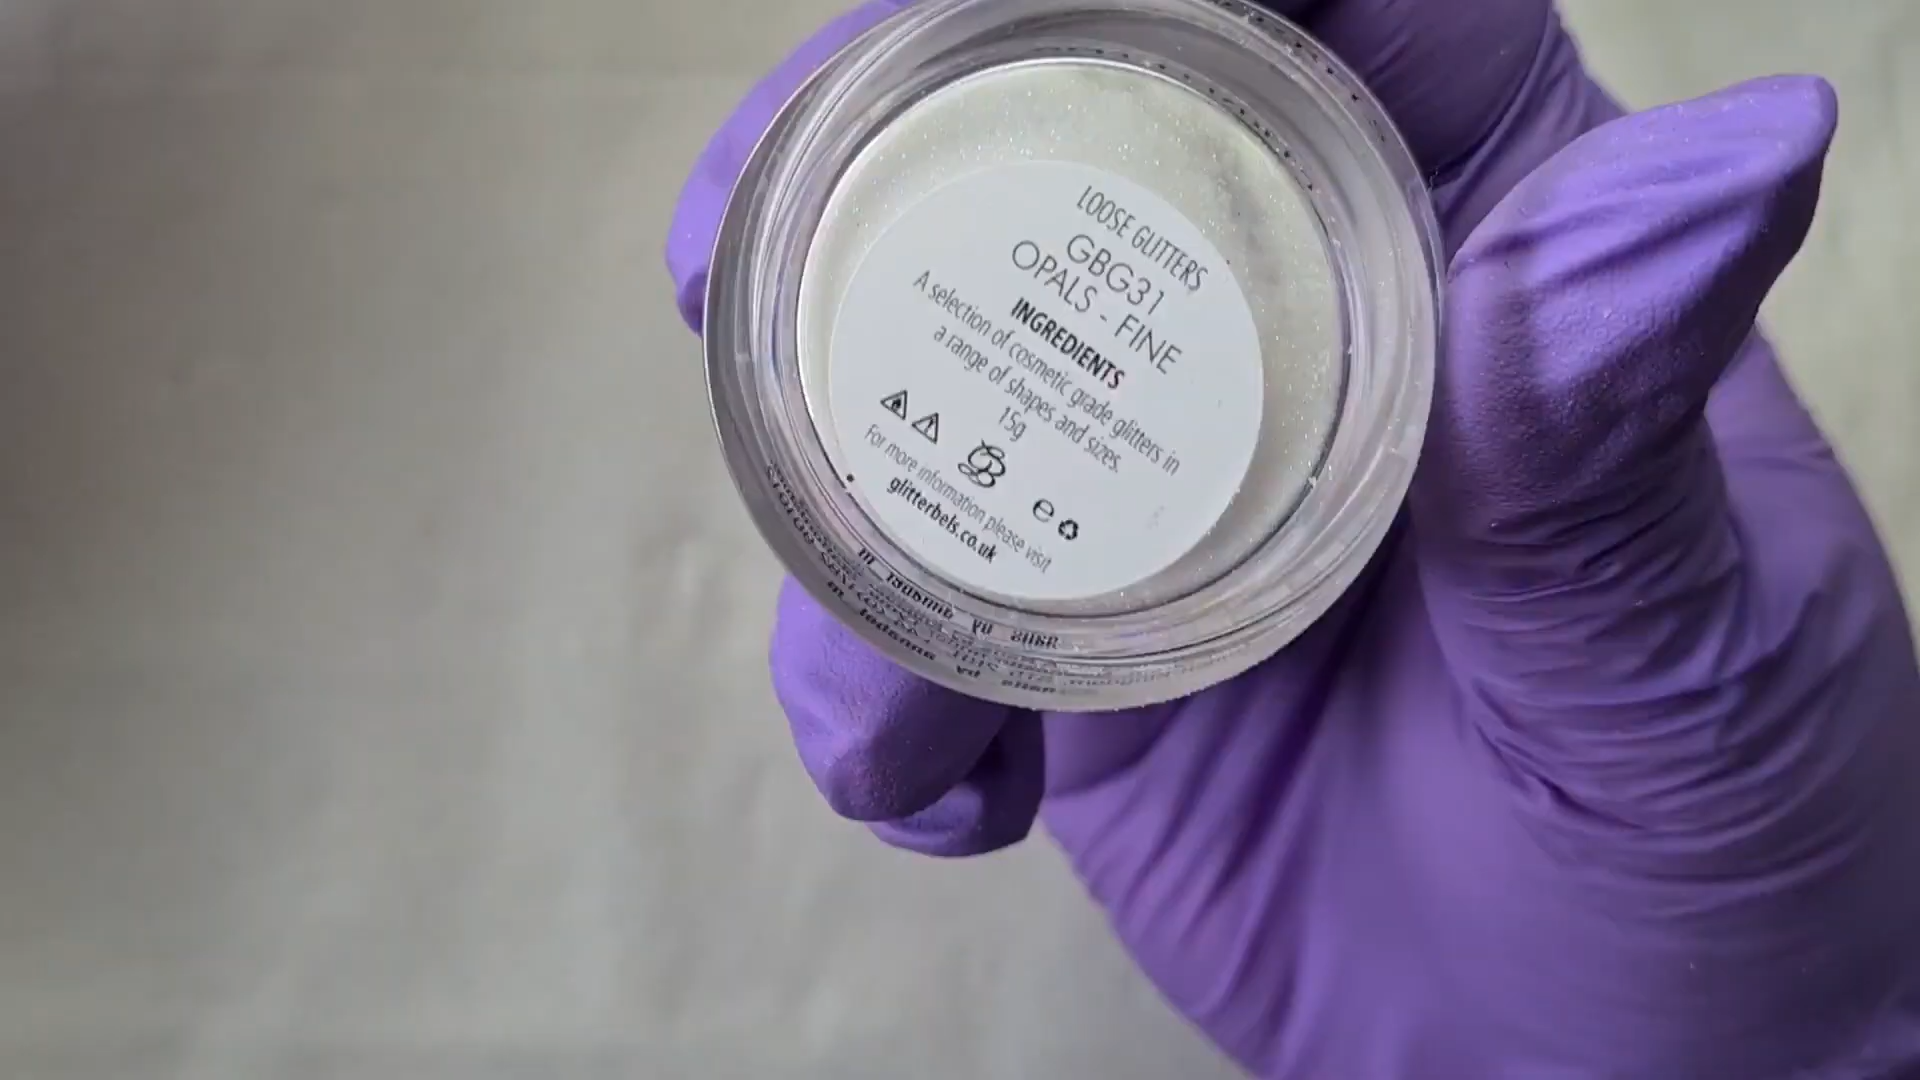 LOOSE GLITTERS
GBG31
OPALS - FINE
INGREDIENTS
A selection of cosmetic grade glitters in
a range of shapes and sizes.
15g
GB
e
For more information please visit
glitterbels.co.uk